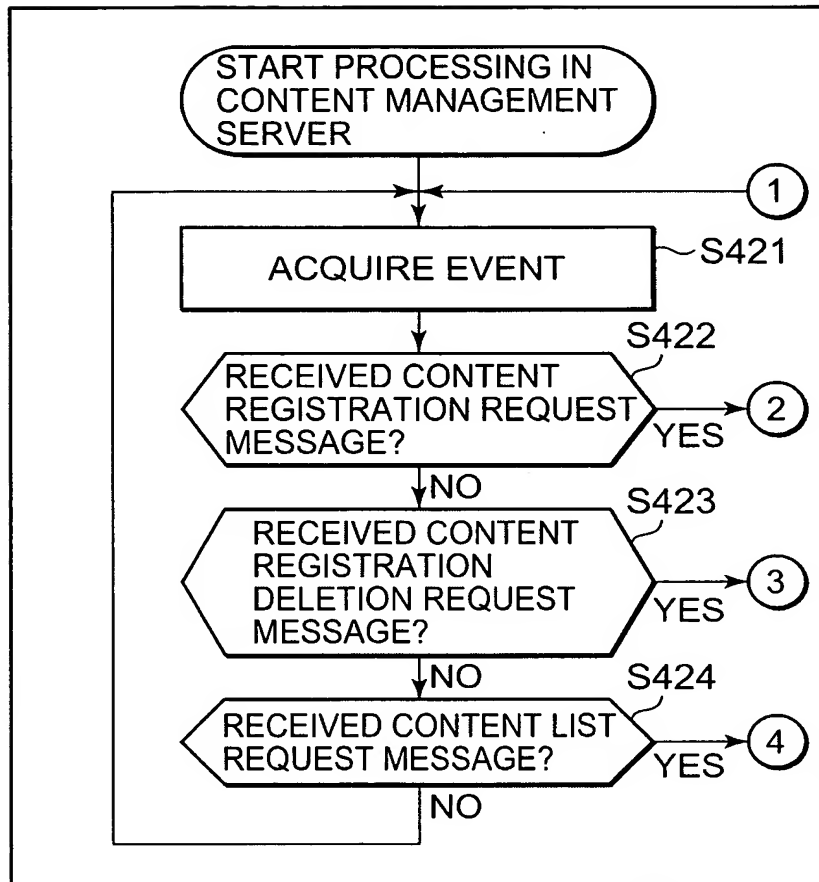 START PROCESSING IN
CONTENT MANAGEMENT
SERVER
1
ACQUIRE EVENT
S421
S422
RECEIVED CONTENT
REGISTRATION REQUEST
MESSAGE?
YES
2
NO
S423
RECEIVED CONTENT
REGISTRATION
DELETION REQUEST
MESSAGE?
YES
3
NO
S424
RECEIVED CONTENT LIST
REQUEST MESSAGE?
YES
4
NO